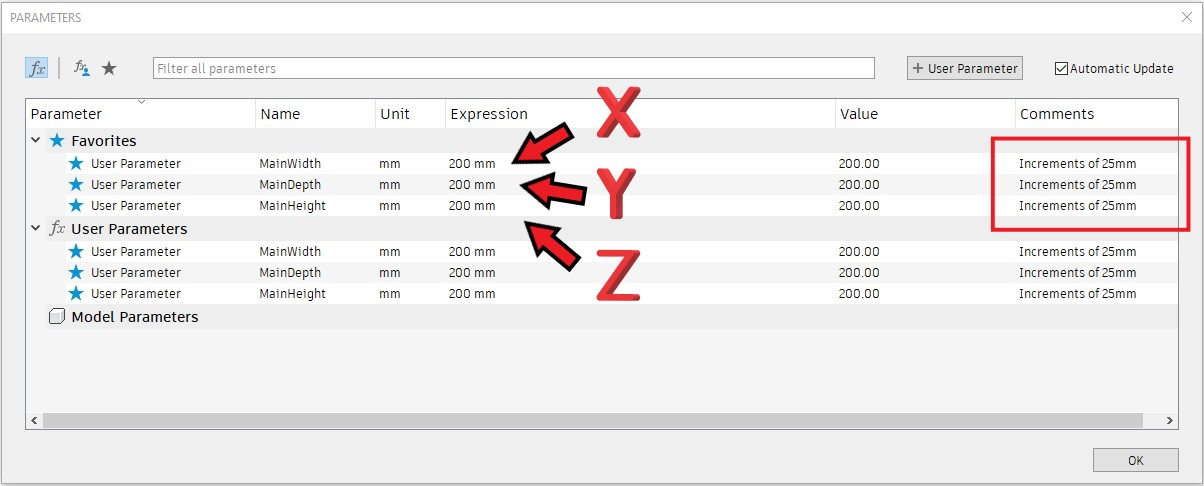 PARAMETERS
fx fx Filter all parameters + User Parameter Automatic Update
Parameter Name Unit Expression Value Comments
Favorites
User Parameter MainWidth mm 200 mm 200.00 Increments of 25mm
User Parameter MainDepth mm 200 mm 200.00 Increments of 25mm
User Parameter MainHeight mm 200 mm 200.00 Increments of 25mm
fx User Parameters
User Parameter MainWidth mm 200 mm 200.00 Increments of 25mm
User Parameter MainDepth mm 200 mm 200.00 Increments of 25mm
User Parameter MainHeight mm 200 mm 200.00 Increments of 25mm
Model Parameters
X
Y
Z
OK